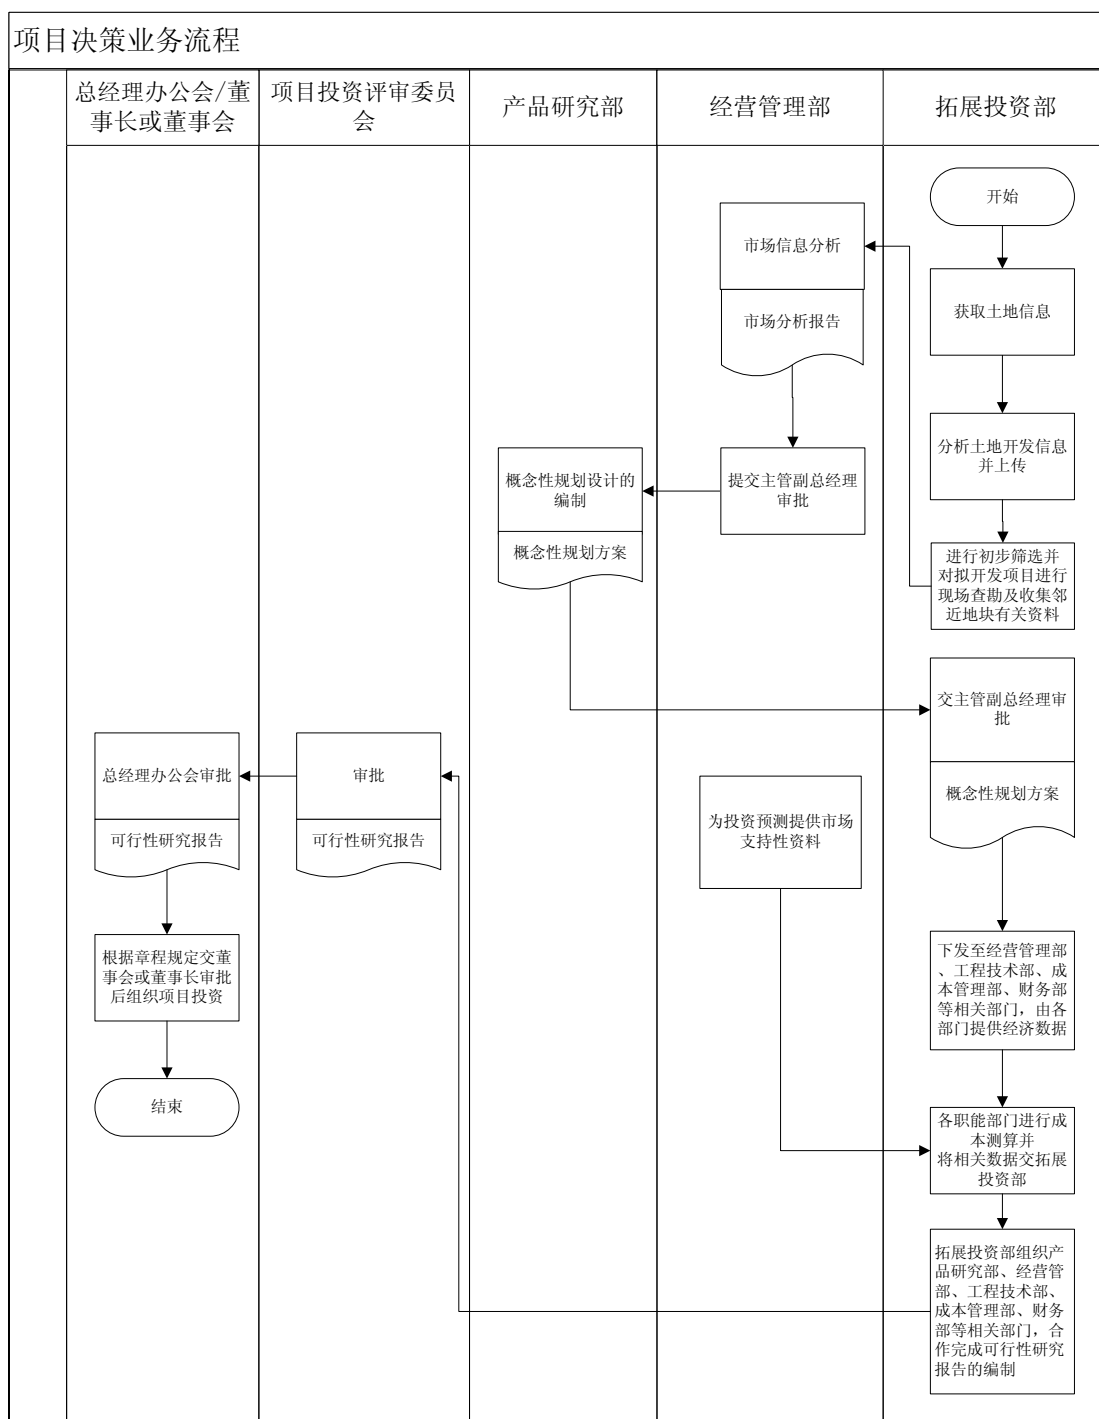 项目决策业务流程
总经理办公会/董
事长或董事会
项目投资评审委员
会
产品研究部
经营管理部
拓展投资部
开始
市场信息分析
获取土地信息
市场分析报告
分析土地开发信息
并上传
概念性规划设计的
编制
提交主管副总经理
审批
概念性规划方案
进行初步筛选并
对拟开发项目进行
现场查勘及收集邻
近地块有关资料
交主管副总经理审
批
概念性规划方案
总经理办公会审批
审批
可行性研究报告
可行性研究报告
为投资预测提供市场
支持性资料
根据章程规定交董
事会或董事长审批
后组织项目投资
下发至经营管理部
、工程技术部、成
本管理部、财务部
等相关部门，由各
部门提供经济数据
结束
各职能部门进行成
本测算并
将相关数据交拓展
投资部
拓展投资部组织产
品研究部、经营管
部、工程技术部、
成本管理部、财务
部等相关部门，合
作完成可行性研究
报告的编制